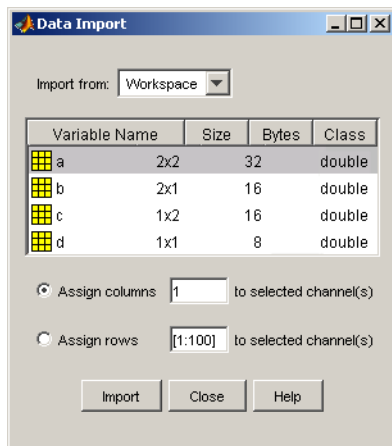 Data Import
Import from: Workspace
Variable Name Size Bytes Class
a 2x2 32 double
b 2x1 16 double
c 1x2 16 double
d 1x1 8 double
Assign columns 1 to selected channel(s)
Assign rows [1:100] to selected channel(s)
Import Close Help